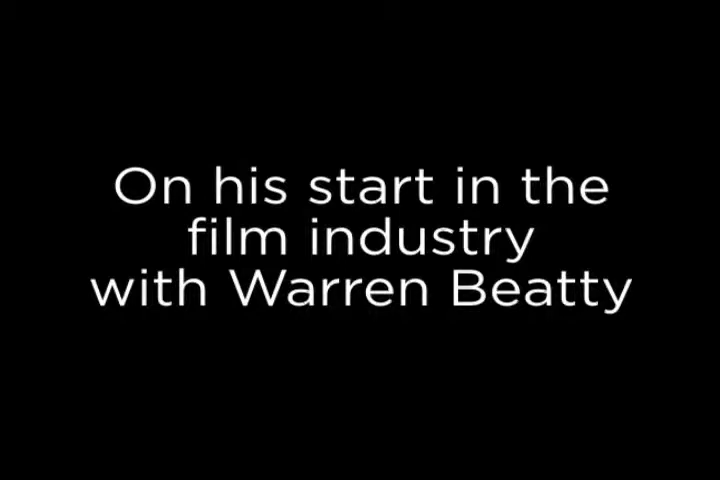 On his start in the
film industry
with Warren Beatty